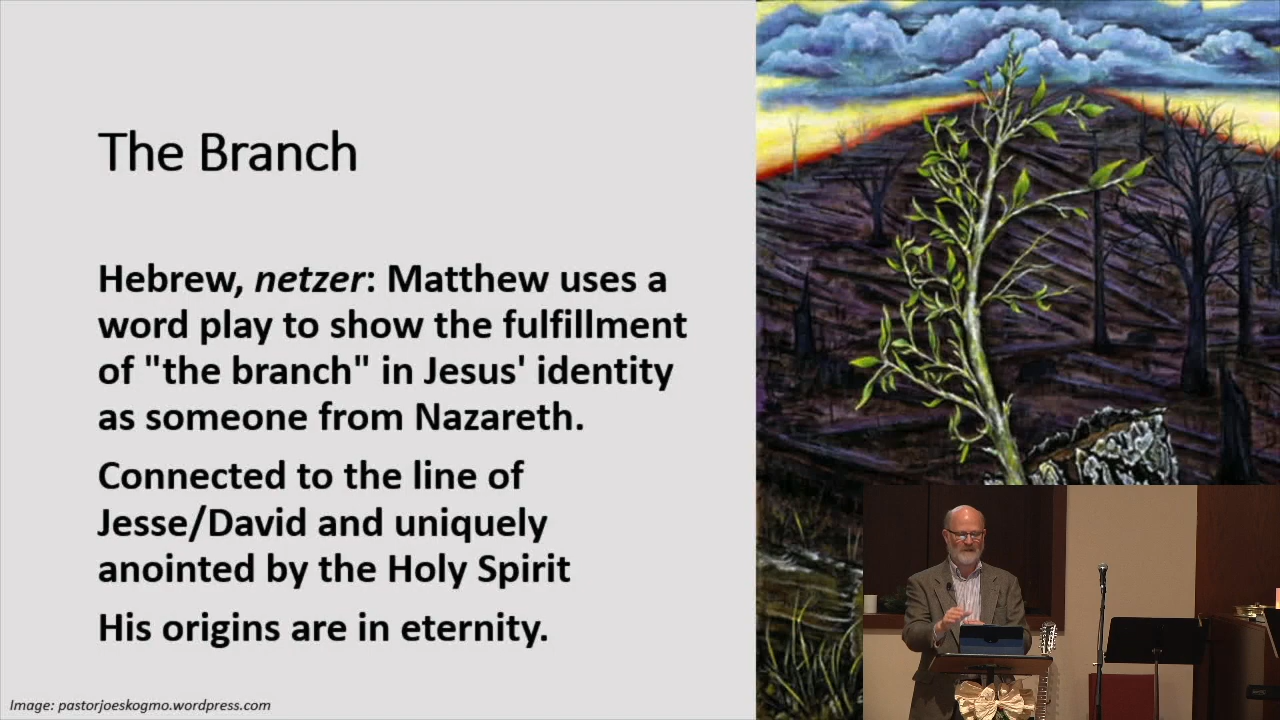 The Branch
Hebrew, netzer: Matthew uses a
word play to show the fulfillment
of "the branch" in Jesus' identity
as someone from Nazareth.
Connected to the line of
Jesse/David and uniquely
anointed by the Holy Spirit
His origins are in eternity.
Image: pastorjoeskogmo.wordpress.com